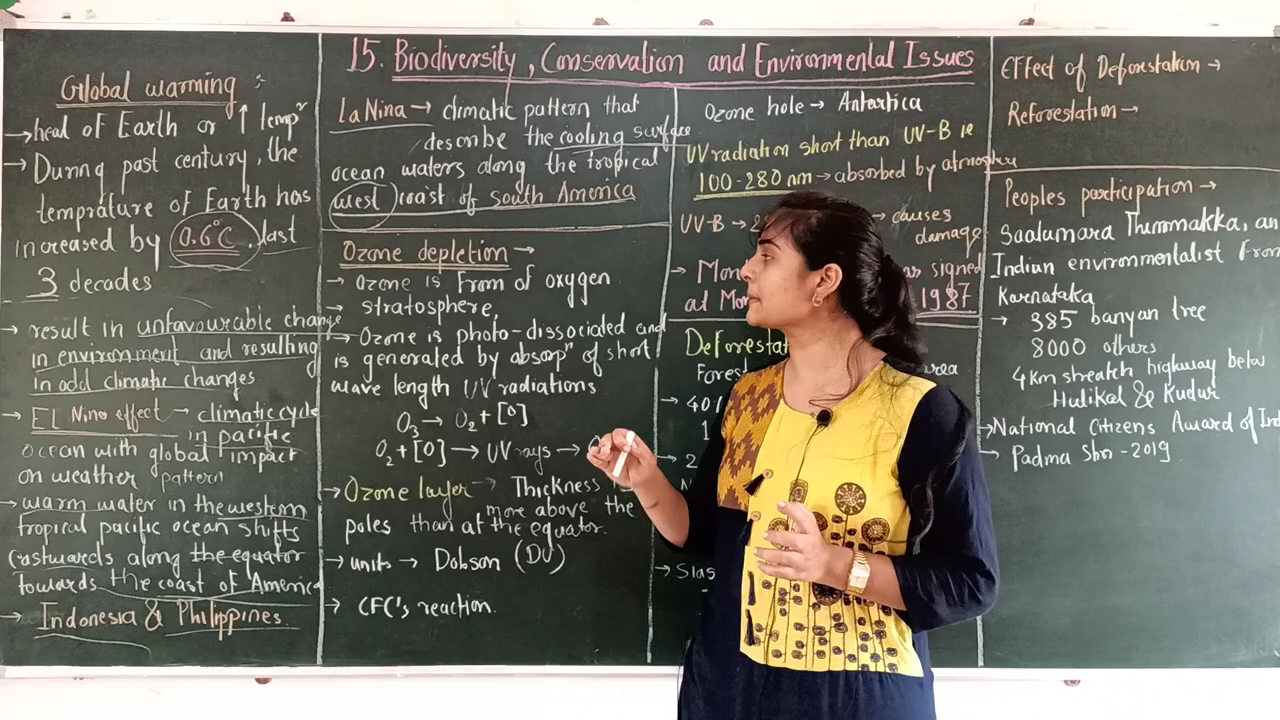 15. Biodiversity, Conservation and Environmental Issues
Global warming :
→ heat of Earth or ↑ tempr
→ During past century, the
temprature of Earth has
increased by 0.6°C, last
3 decades
→ result in unfavourable change
in environment and resulting
in odd climatic changes
→ EL Nino effect → climatic cycle
in pacific
ocean with global impact
on weather pattern
→ warm water in the western
tropical pacific ocean shifts
eastwards along the equator
towards the coast of America
→ Indonesia & Philippines.
La Nina → climatic pattern that
describe the cooling surface
ocean waters along the tropical
west coast of south America
Ozone depletion →
→ Ozone is from of oxygen
→ stratosphere,
→ Ozone is photo-dissociated and
is generated by absorpn of short
wave length UV radiations
O3 → O2 + [O]
O2 + [O] → UV rays →
→ Ozone layer → Thickness
more above the
poles than at the equator.
→ units → Dobson (DU)
→ CFC's reaction.
Ozone hole → Antartica
UV radiation short than UV-B ie
100-280 nm → absorbed by atmosphere
UV-B → 2 → causes
damage
→ Mon signed
at Mon 1987
Deforestat
Forest area
→ 40
1
→ 2
N
→ Slas
Effect of Deforestation →
Reforestation →
Peoples participation →
Saalumara Thimmakka, an
Indian environmentalist from
Karnataka
→ 385 banyan tree
8000 others
4km streatch highway betw
Hulikal & Kudur
→ National Citizens Award of Ind
→ Padma Shri - 2019